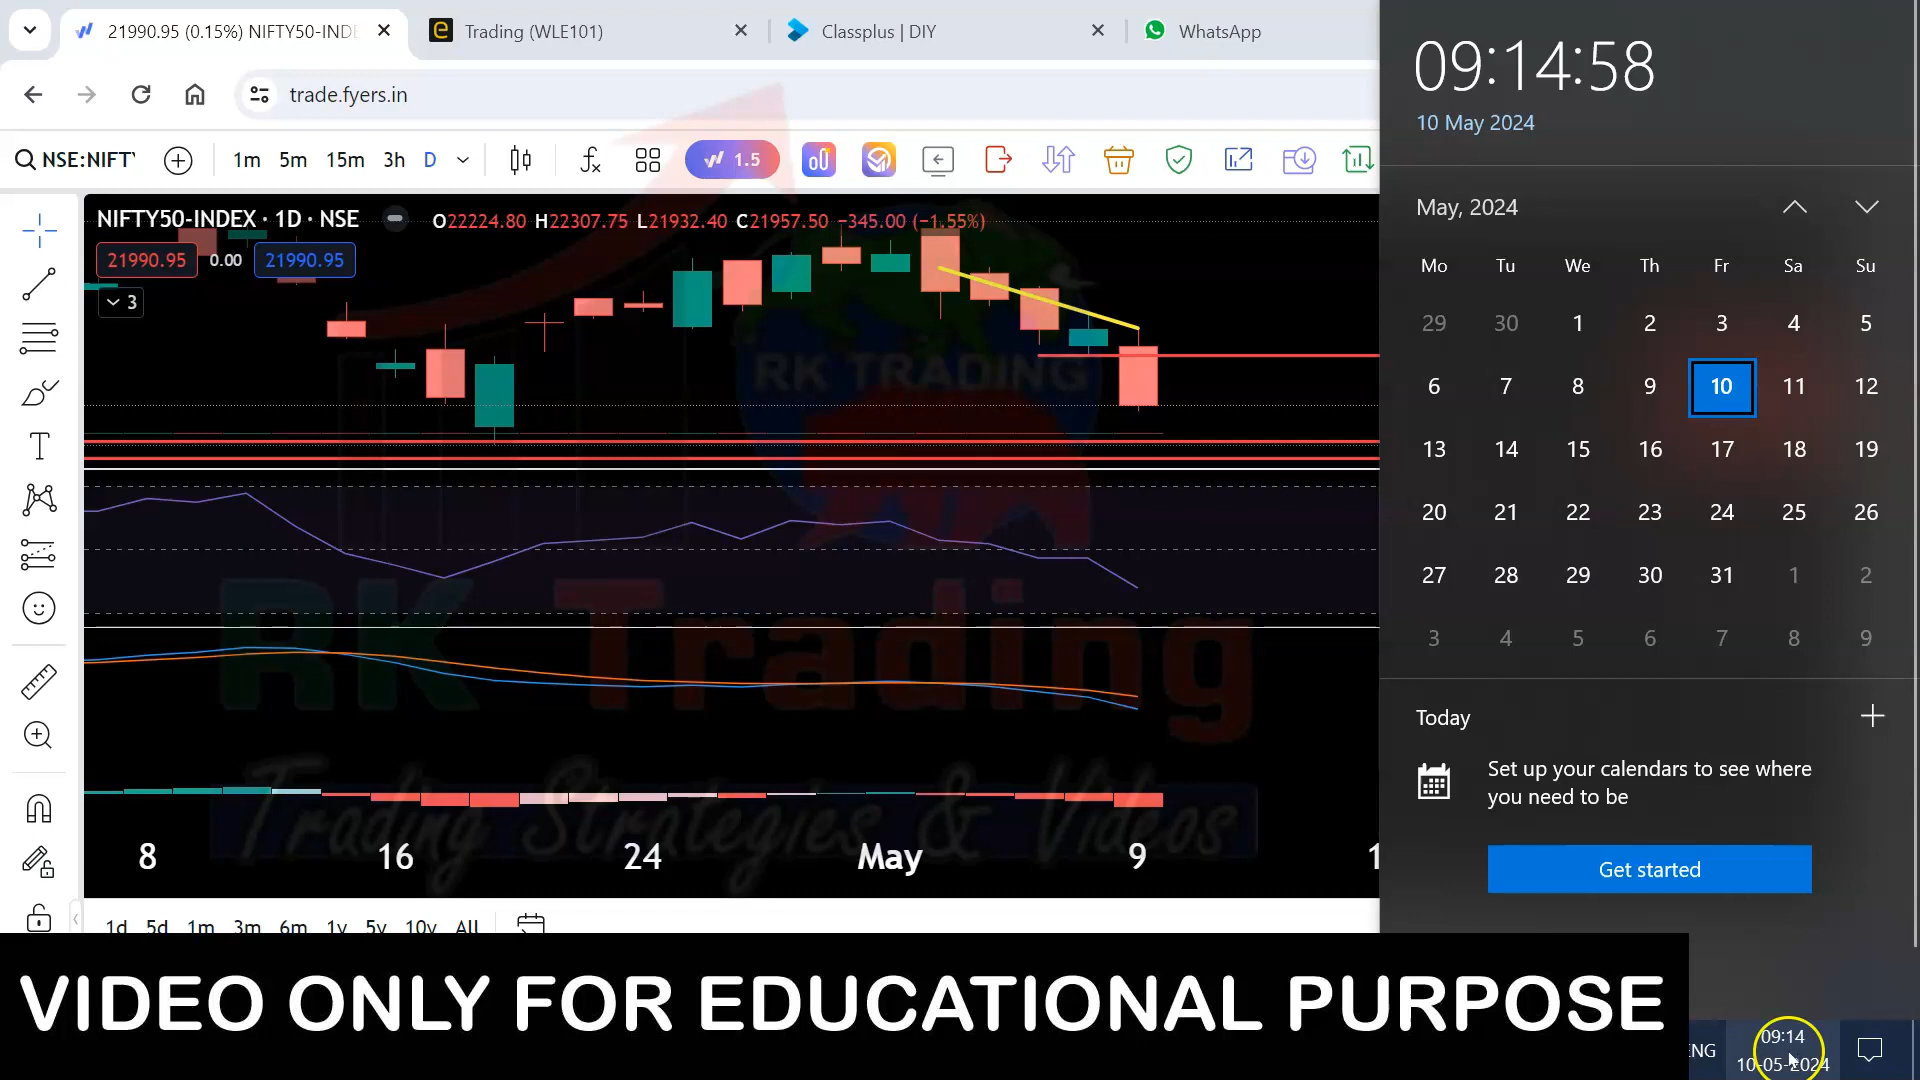 21990.95 (0.15%) NIFTY50-INDE
Trading (WLE101)
Classplus | DIY
WhatsApp
trade.fyers.in
NSE:NIFTY
1m 5m 15m 3h D
1.5
NIFTY50-INDEX · 1D · NSE
O22224.80 H22307.75 L21932.40 C21957.50 −345.00 (−1.55%)
21990.95 0.00 21990.95
3
RK TRADING
RK Trading
Trading Strategies & Videos
8 16 24 May 9 1
1d 5d 1m 3m 6m 1y 5y 10y All
09:14:58
10 May 2024
May, 2024
Mo Tu We Th Fr Sa Su
29 30 1 2 3 4 5
6 7 8 9 10 11 12
13 14 15 16 17 18 19
20 21 22 23 24 25 26
27 28 29 30 31 1 2
3 4 5 6 7 8 9
Today
Set up your calendars to see where
you need to be
Get started
VIDEO ONLY FOR EDUCATIONAL PURPOSE
ENG
09:14
10-05-2024